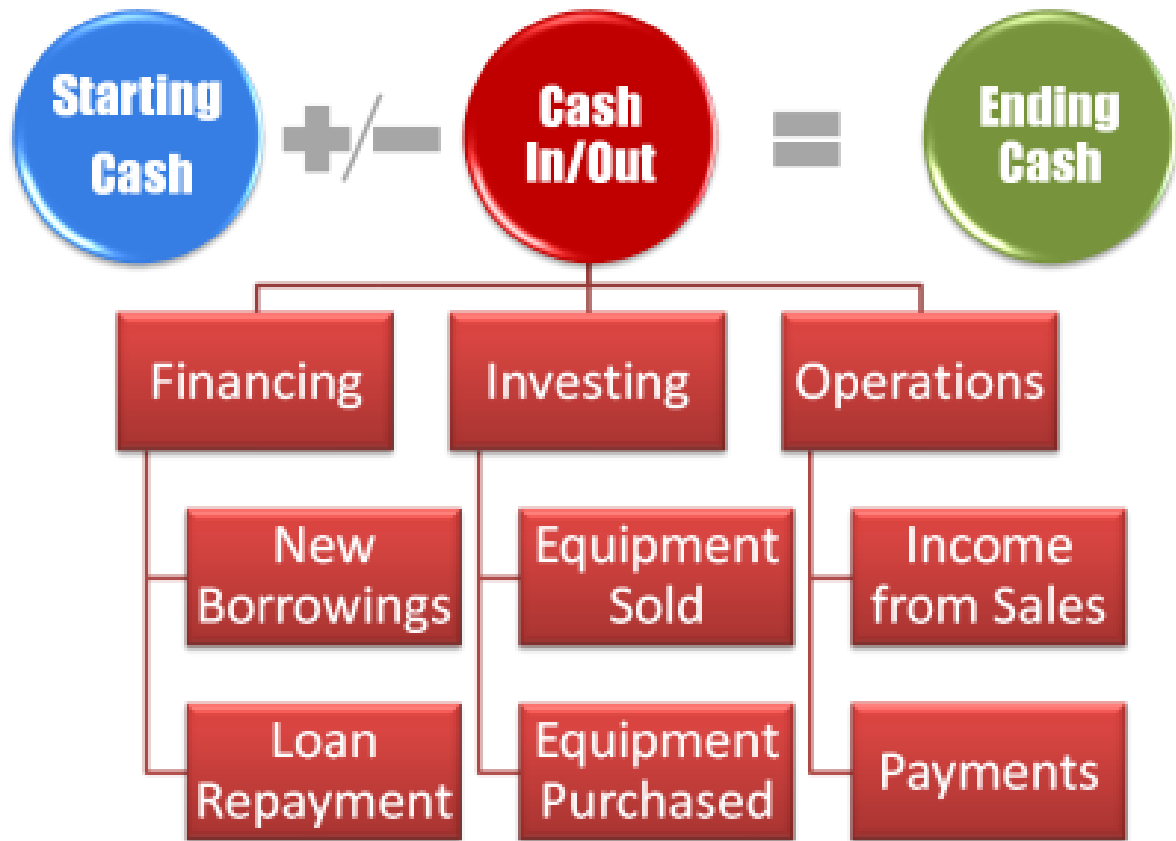 Starting
Cash
+/−
Cash
In/Out
=
Ending
Cash
Financing
Investing
Operations
New
Borrowings
Equipment
Sold
Income
from Sales
Loan
Repayment
Equipment
Purchased
Payments